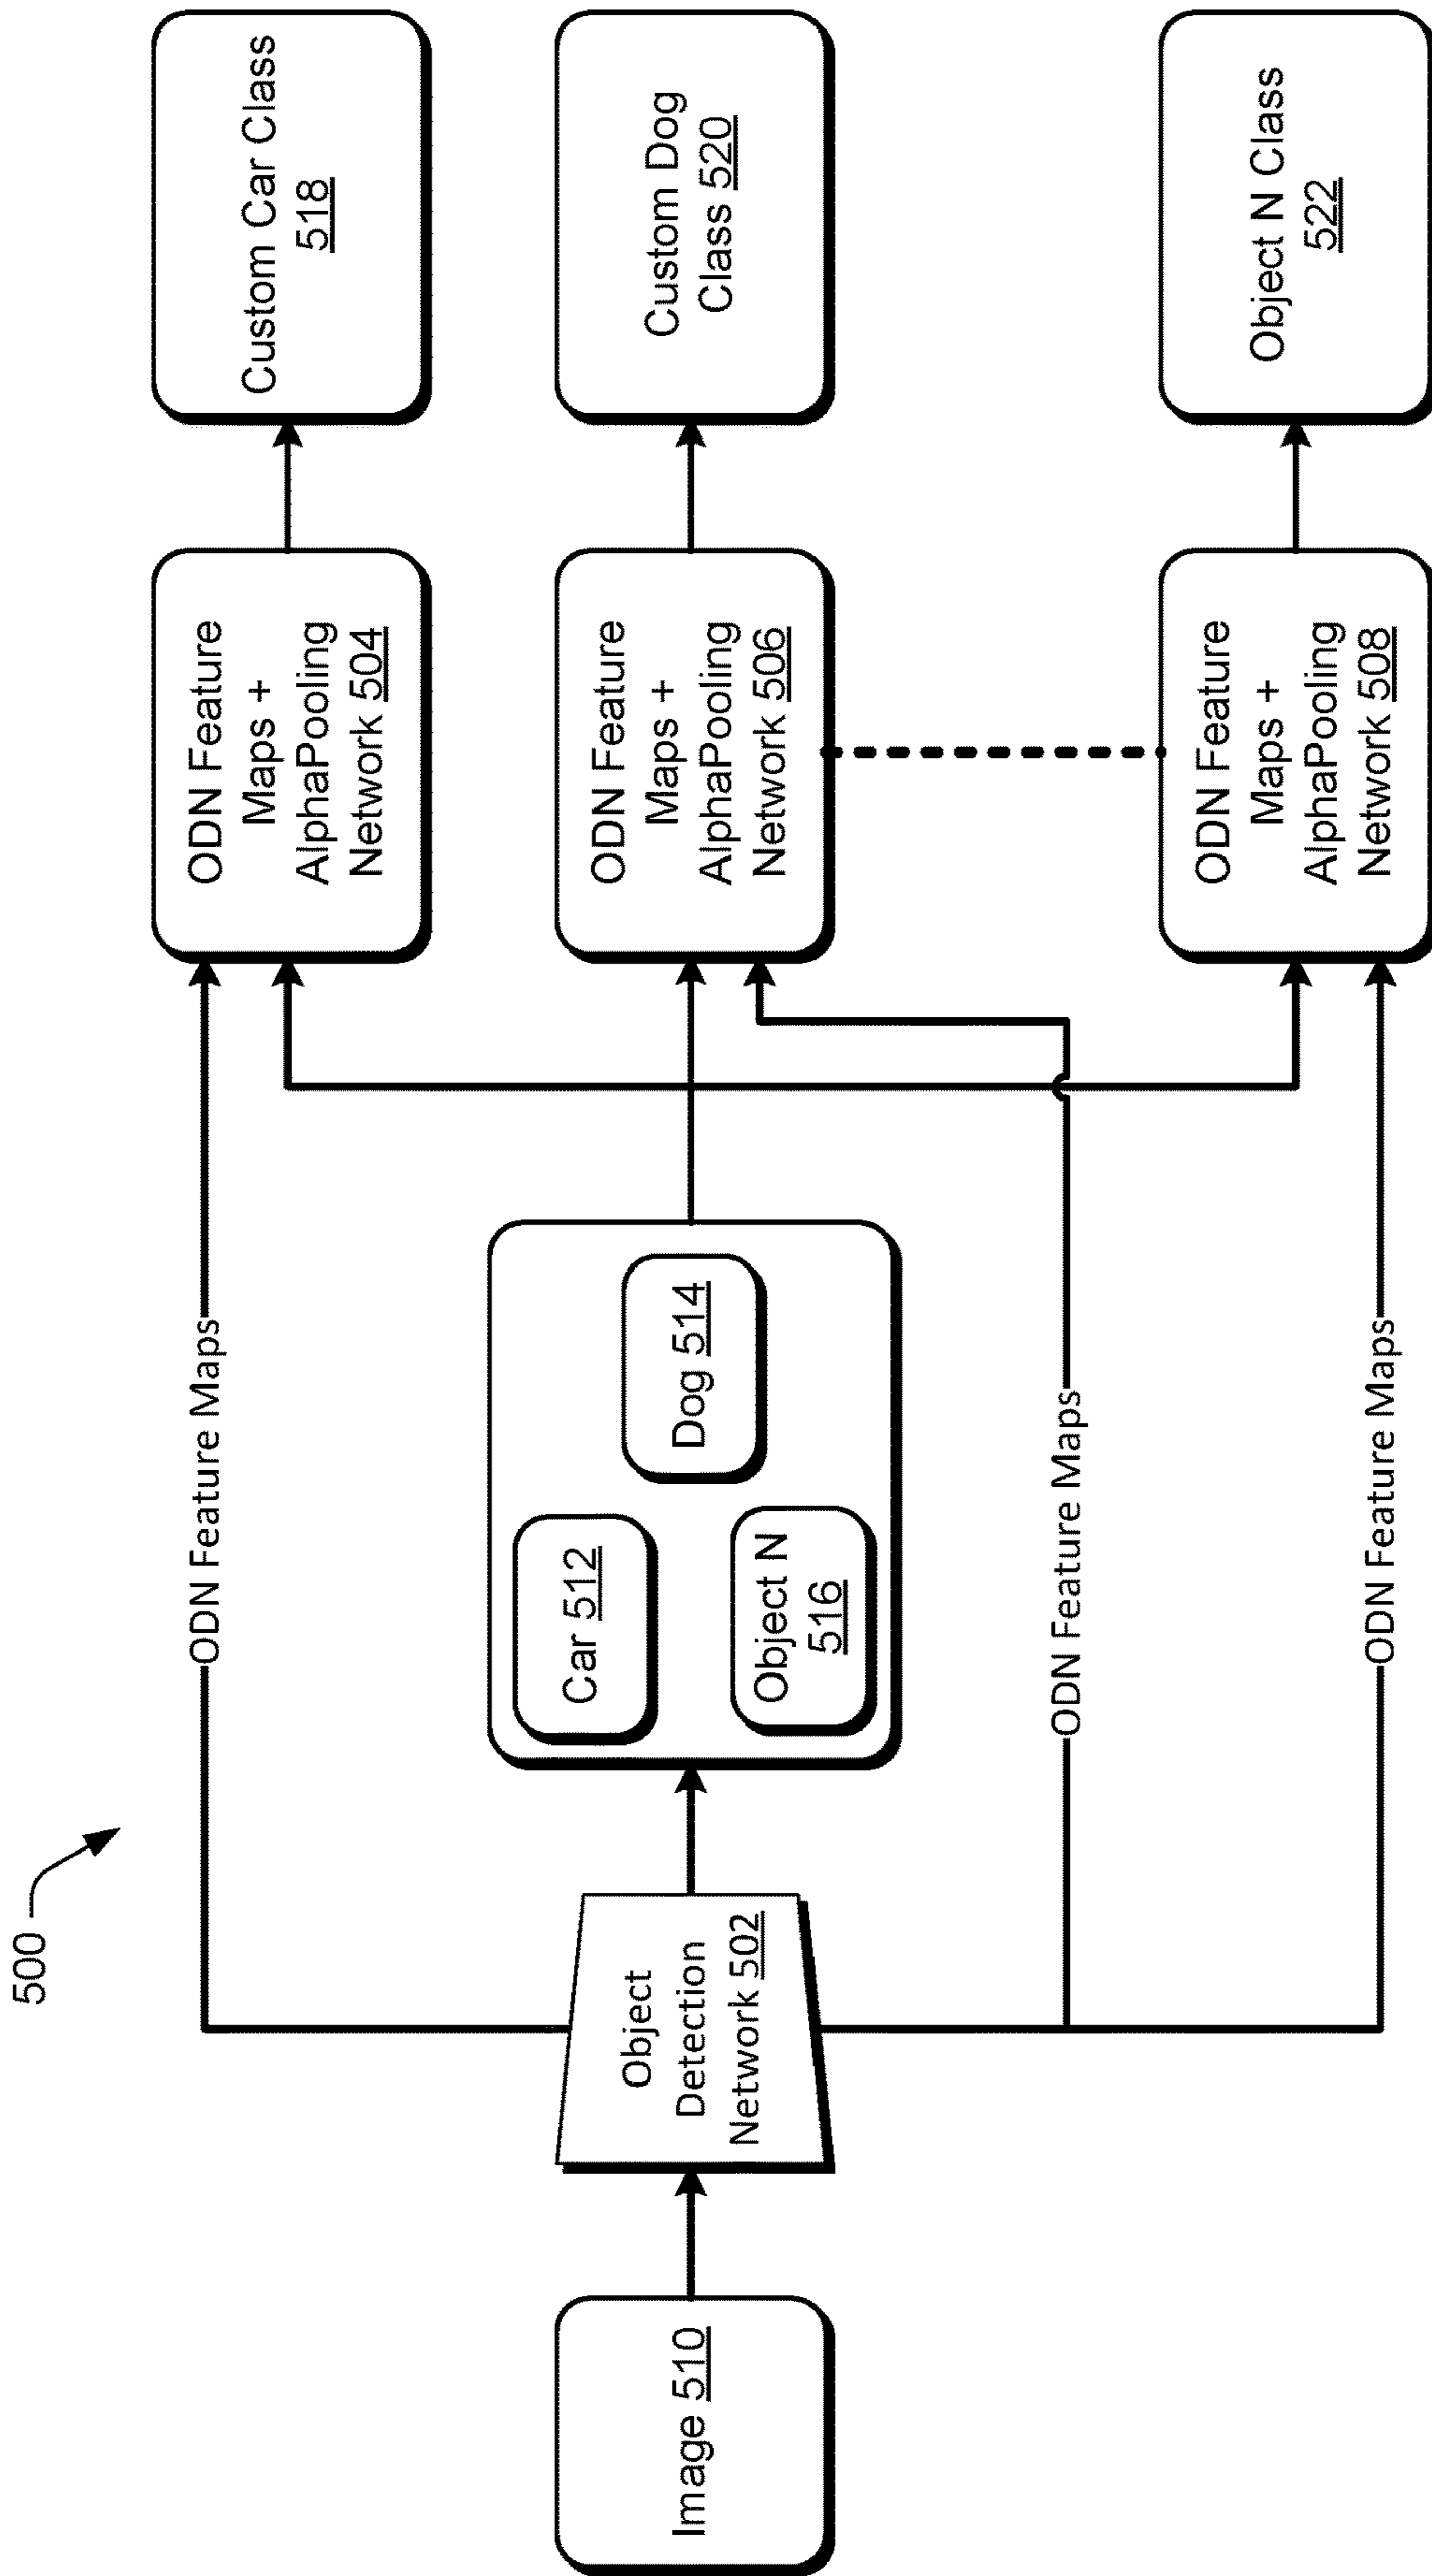 500
Image 510
Object
Detection
Network 502
ODN Feature Maps
Car 512
Dog 514
Object N
516
ODN Feature Maps
ODN Feature Maps
ODN Feature
Maps +
AlphaPooling
Network 504
ODN Feature
Maps +
AlphaPooling
Network 506
ODN Feature
Maps +
AlphaPooling
Network 508
Custom Car Class
518
Custom Dog
Class 520
Object N Class
522